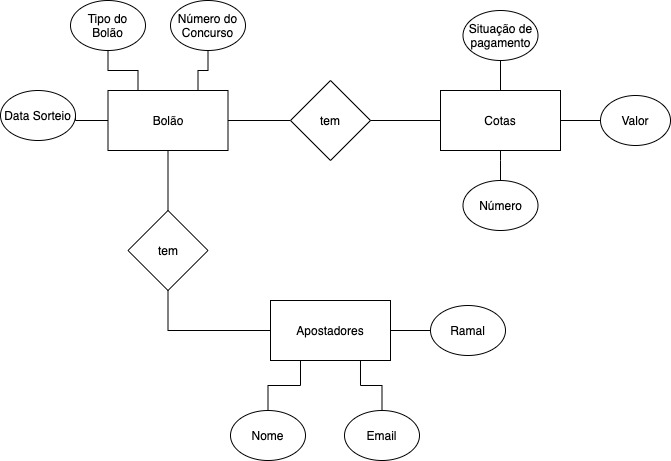 Tipo do
Bolão
Número do
Concurso
Situação de
pagamento
Data Sorteio
Bolão
tem
Cotas
Valor
Número
tem
Apostadores
Ramal
Nome
Email